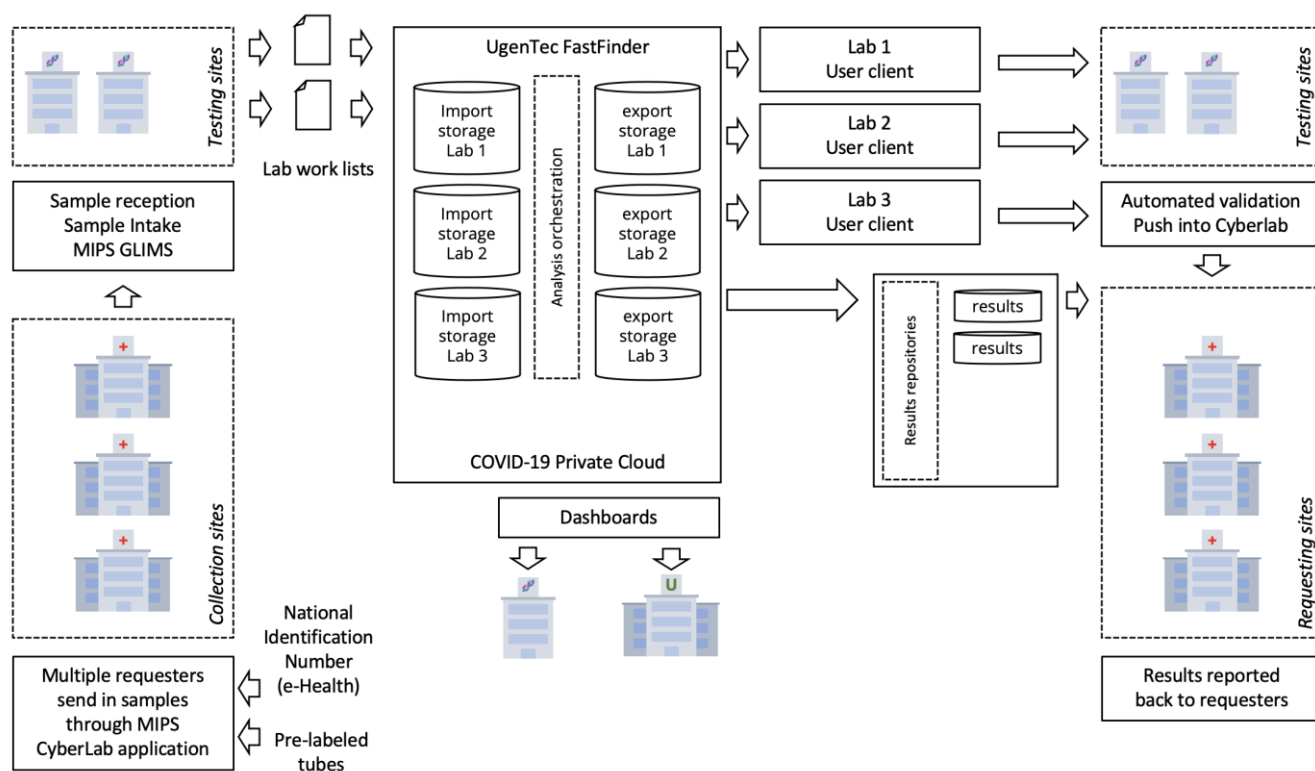 Testing sites
Lab work lists
Sample reception
Sample Intake
MIPS GLIMS
Collection sites
Multiple requesters
send in samples
through MIPS
CyberLab application
National
Identification
Number
(e-Health)
Pre-labeled
tubes
UgenTec FastFinder
Import
storage
Lab 1
Import
storage
Lab 2
Import
storage
Lab 3
Analysis orchestration
export
storage
Lab 1
export
storage
Lab 2
export
storage
Lab 3
COVID-19 Private Cloud
Dashboards
U
Lab 1
User client
Lab 2
User client
Lab 3
User client
Results repositories
results
results
Testing sites
Automated validation
Push into Cyberlab
Requesting sites
Results reported
back to requesters